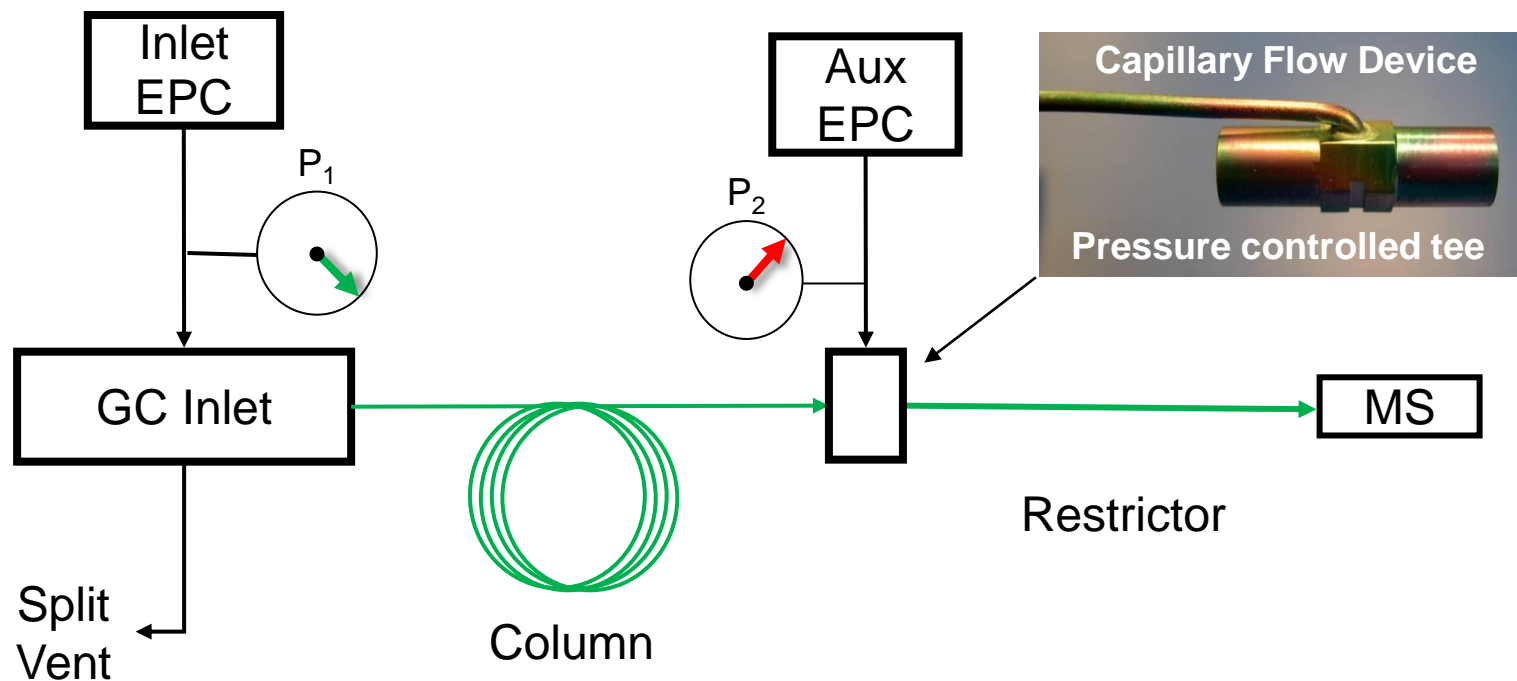 Inlet
EPC
P₁
Aux
EPC
P₂
Capillary Flow Device
Pressure controlled tee
GC Inlet
MS
Restrictor
Column
Split
Vent